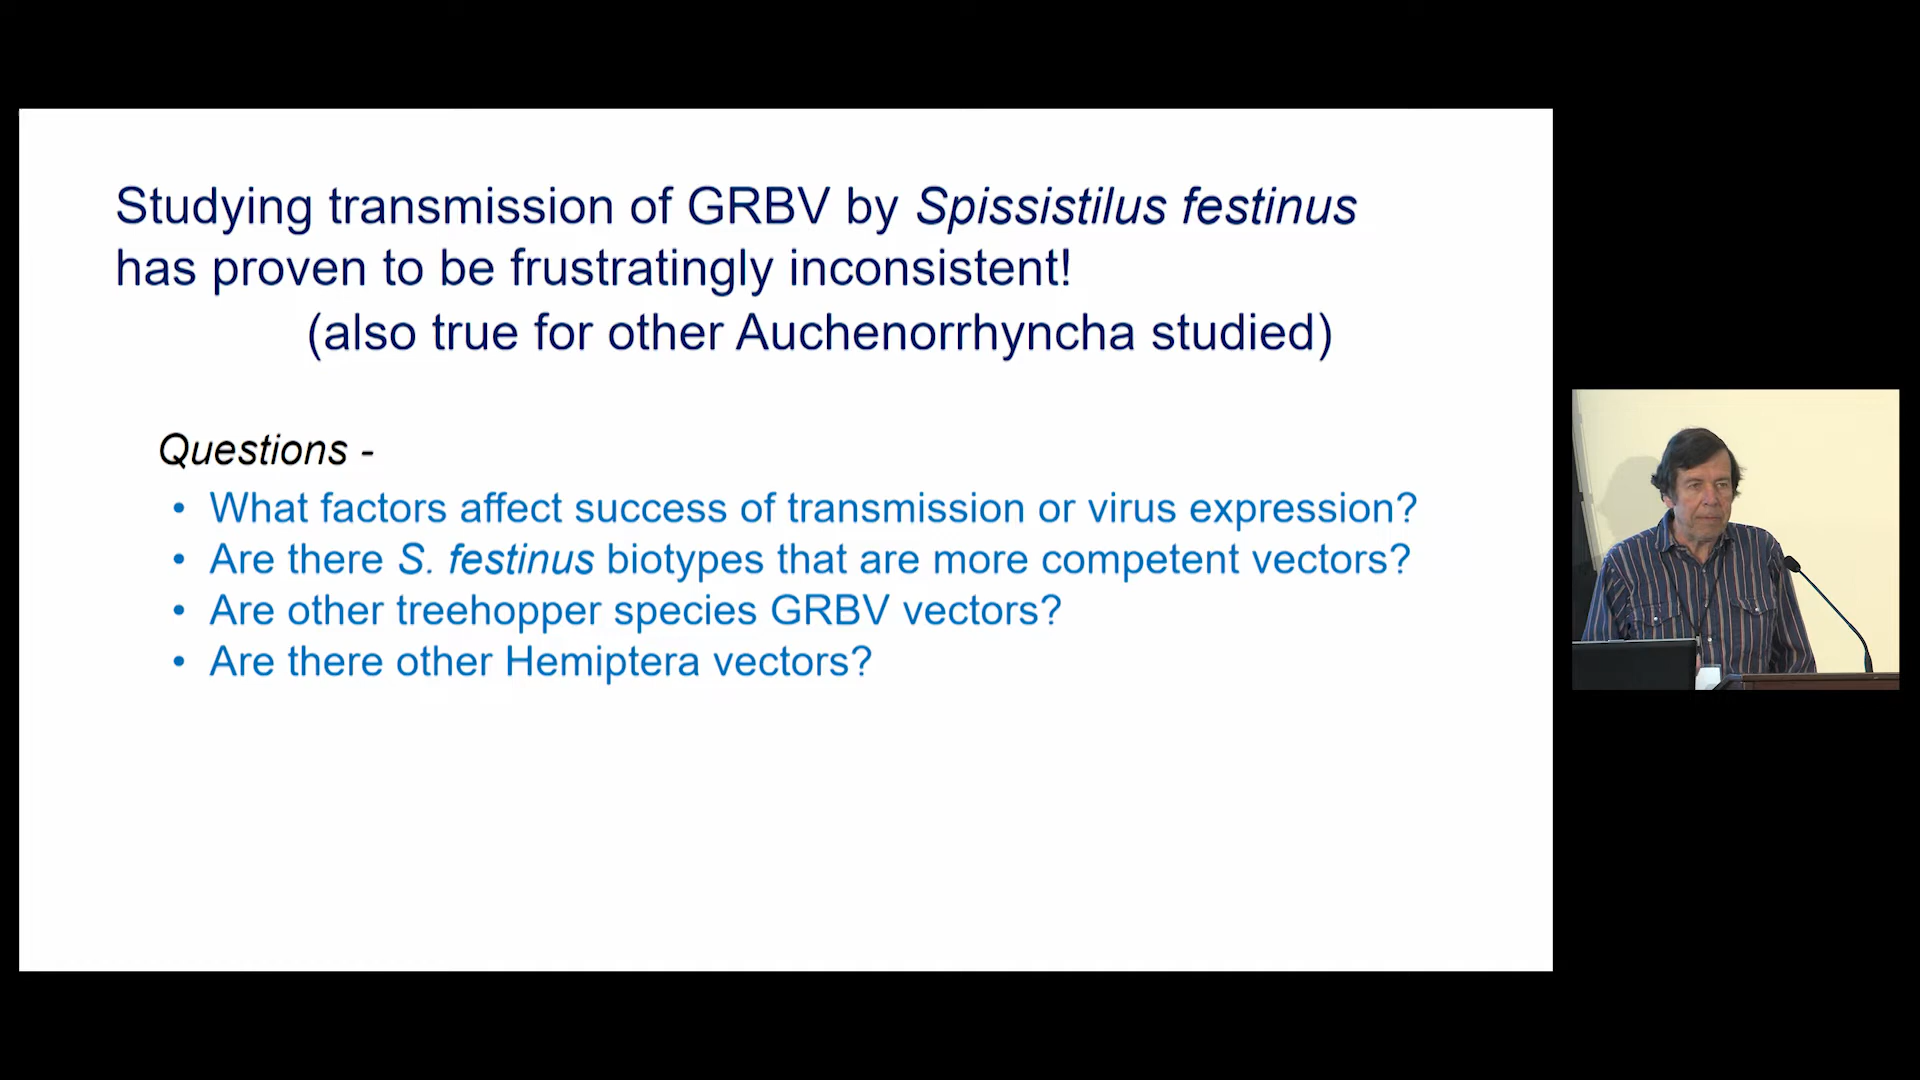 Studying transmission of GRBV by Spissistilus festinus
has proven to be frustratingly inconsistent!
(also true for other Auchenorrhyncha studied)
Questions -
• What factors affect success of transmission or virus expression?
• Are there S. festinus biotypes that are more competent vectors?
• Are other treehopper species GRBV vectors?
• Are there other Hemiptera vectors?